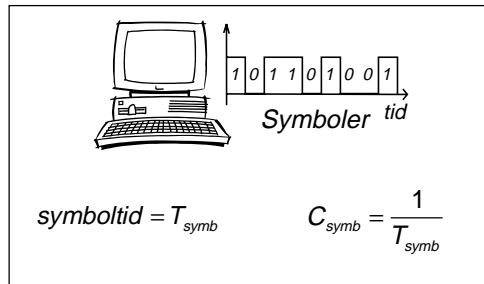 1 0 1 1 0 1 0 0 1
Symboler tid
symboltid = T_symb
C_symb = 1 / T_symb